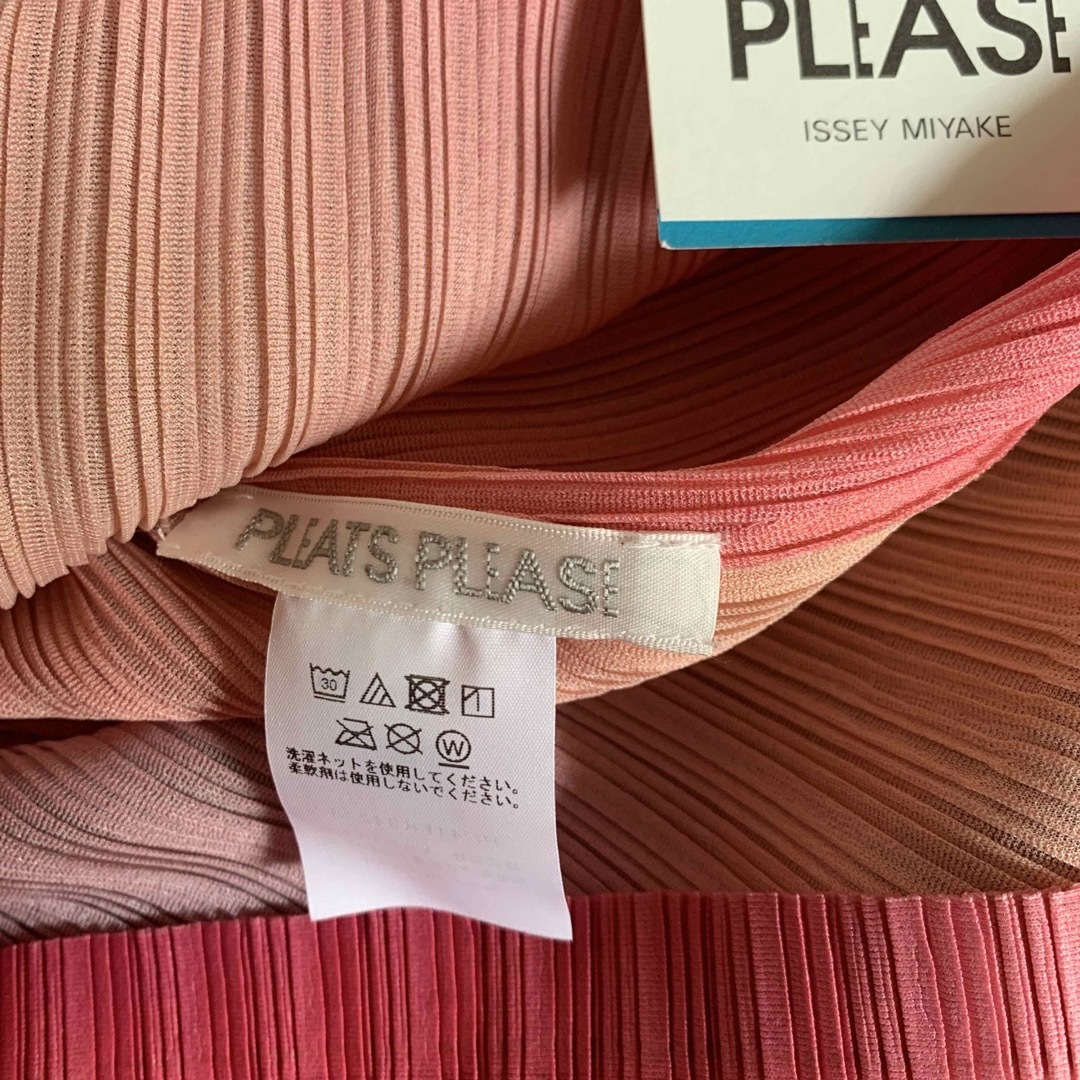 PLEASE
ISSEY MIYAKE
PLEATS PLEASE
30
W
洗濯ネットを使用してください。
柔軟剤は使用しないでください。